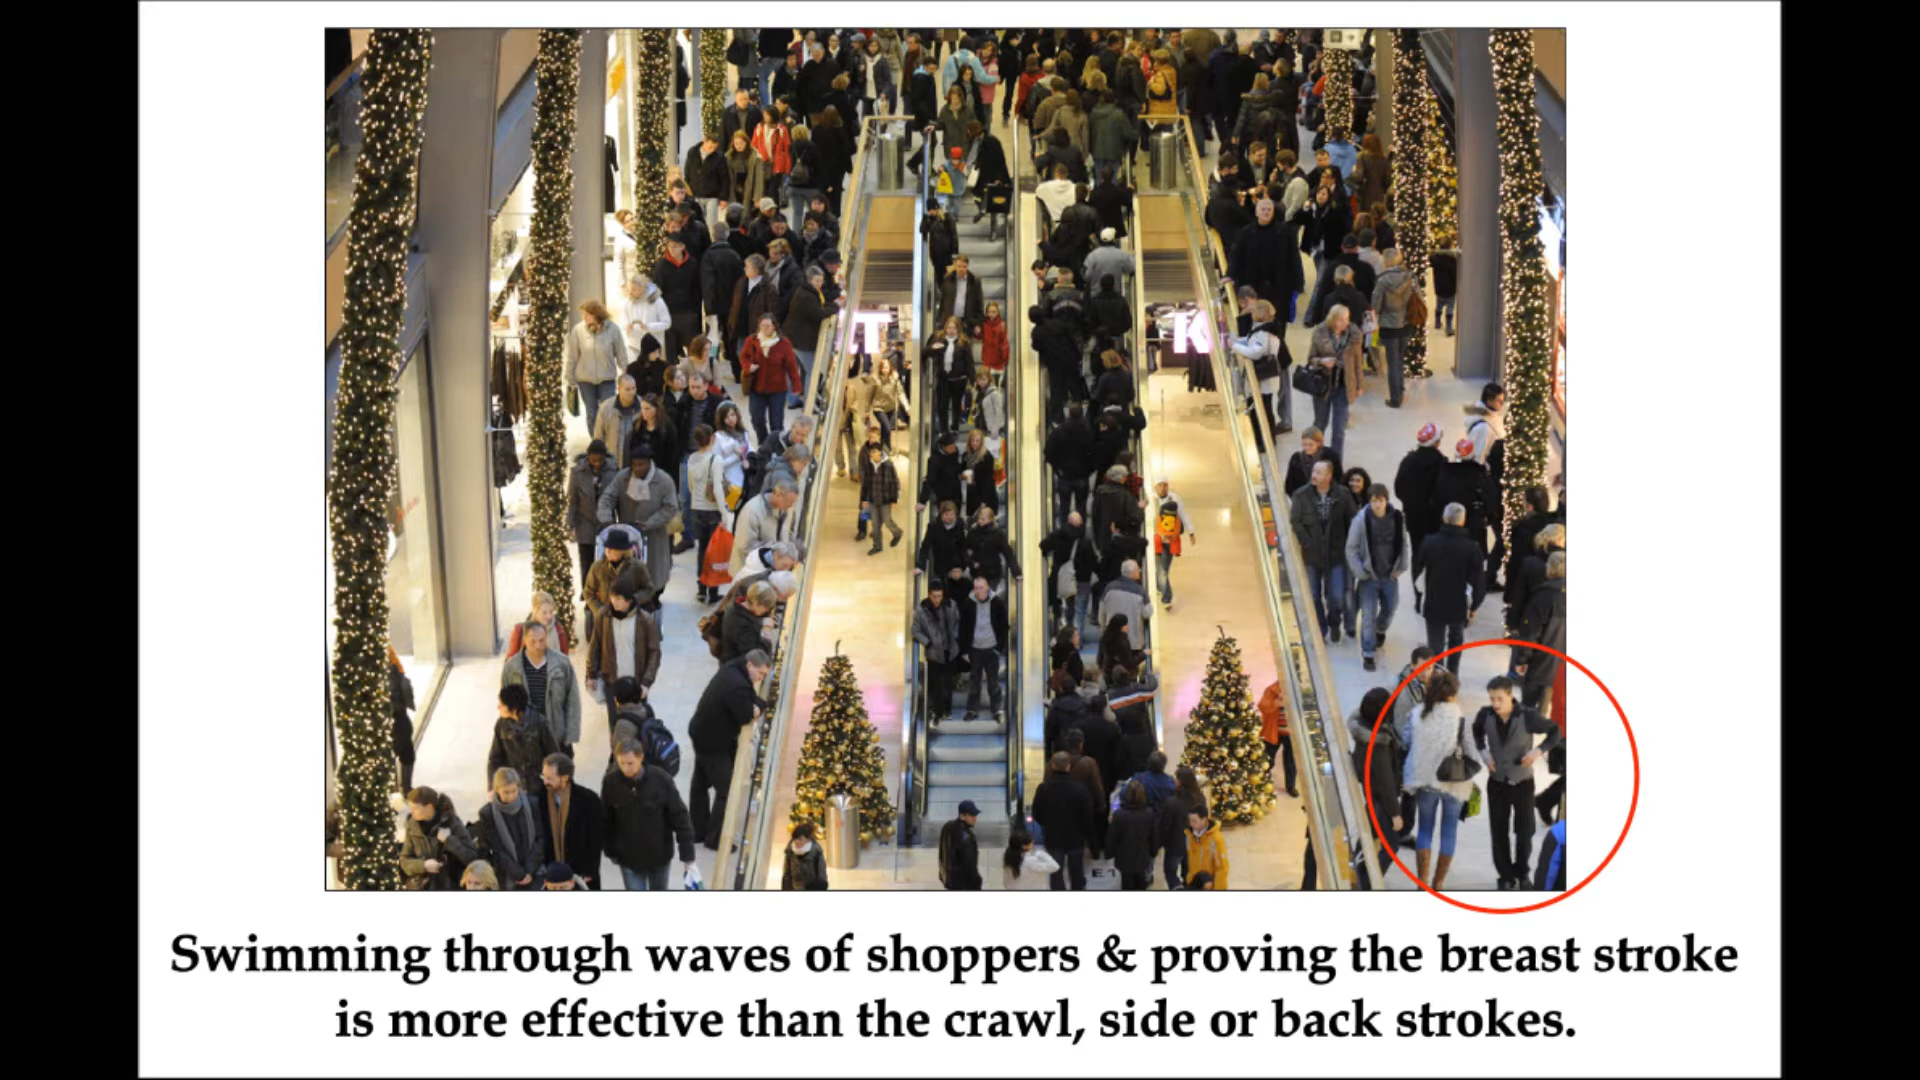 T
K
E1
Swimming through waves of shoppers & proving the breast stroke
is more effective than the crawl, side or back strokes.